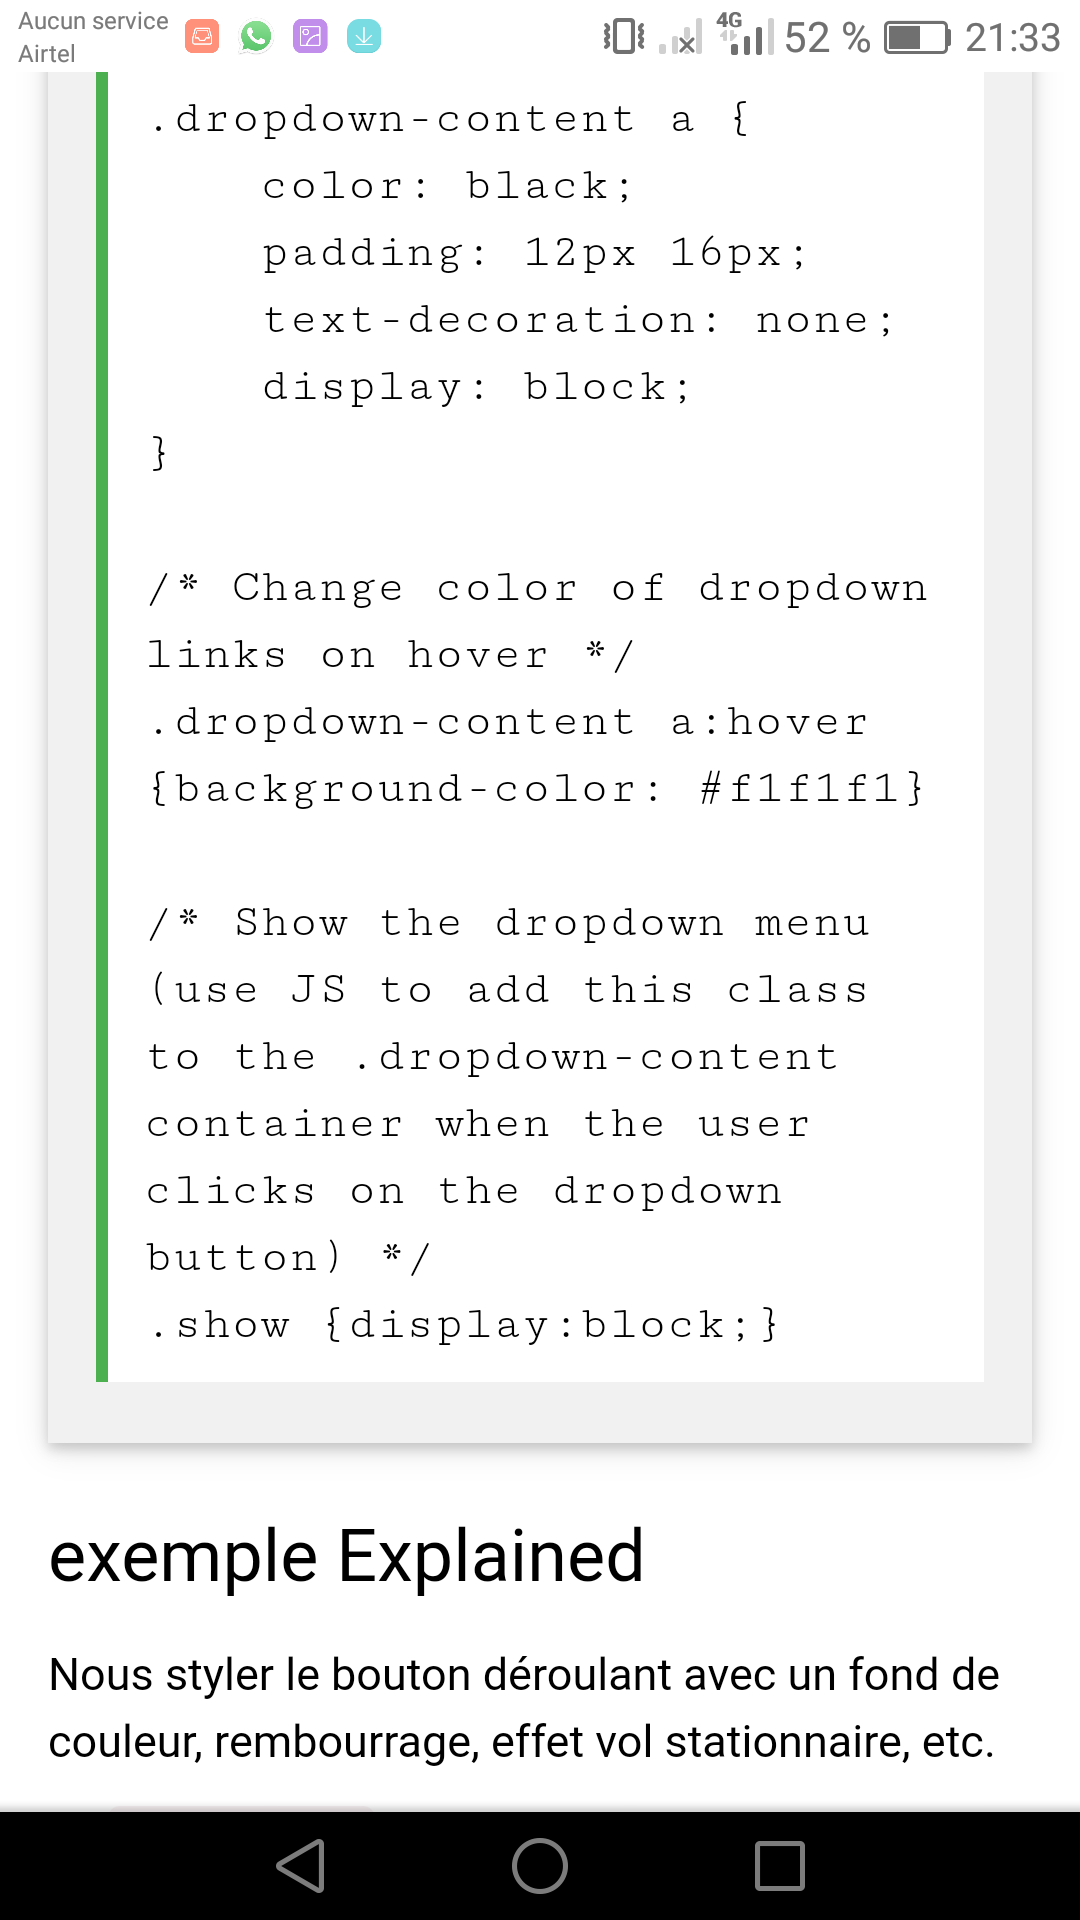 Aucun service
Airtel
4G
52 %
21:33
.dropdown-content a {
    color: black;
    padding: 12px 16px;
    text-decoration: none;
    display: block;
}
/* Change color of dropdown
links on hover */
.dropdown-content a:hover
{background-color: #f1f1f1}
/* Show the dropdown menu
(use JS to add this class
to the .dropdown-content
container when the user
clicks on the dropdown
button) */
.show {display:block;}
exemple Explained
Nous styler le bouton déroulant avec un fond de
couleur, rembourrage, effet vol stationnaire, etc.